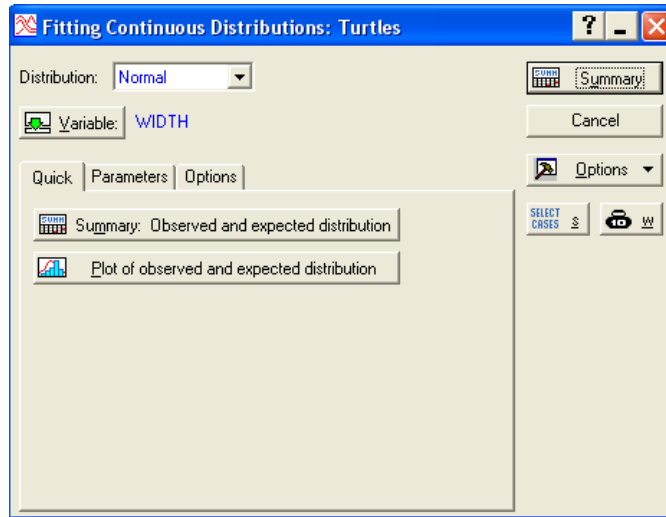 Fitting Continuous Distributions: Turtles
Distribution: Normal
Summary
Variable: WIDTH
Cancel
Quick Parameters Options
Options
Summary: Observed and expected distribution
SELECT CASES S W
Plot of observed and expected distribution